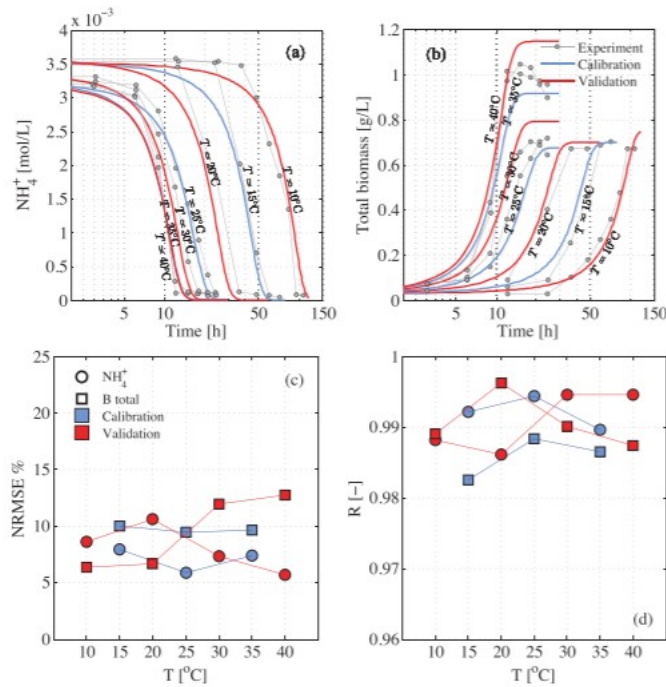 x 10⁻³
4
3.5
3
2.5
2
1.5
1
0.5
0
NH₄⁺ [mol/L]
(a)
T = 40°C
T = 35°C
T = 30°C
T = 25°C
T = 20°C
T = 15°C
T = 10°C
5 10 50 150
Time [h]
1.2
1
0.8
0.6
0.4
0.2
0
Total biomass [g/L]
(b)
Experiment
Calibration
Validation
T = 40°C
T = 35°C
T = 30°C
T = 25°C
T = 20°C
T = 15°C
T = 10°C
5 10 50 150
Time [h]
25
20
15
10
5
0
NRMSE %
NH₄⁺
B total
Calibration
Validation
(c)
10 15 20 25 30 35 40
T [°C]
1
0.99
0.98
0.97
0.96
R [–]
(d)
10 15 20 25 30 35 40
T [°C]